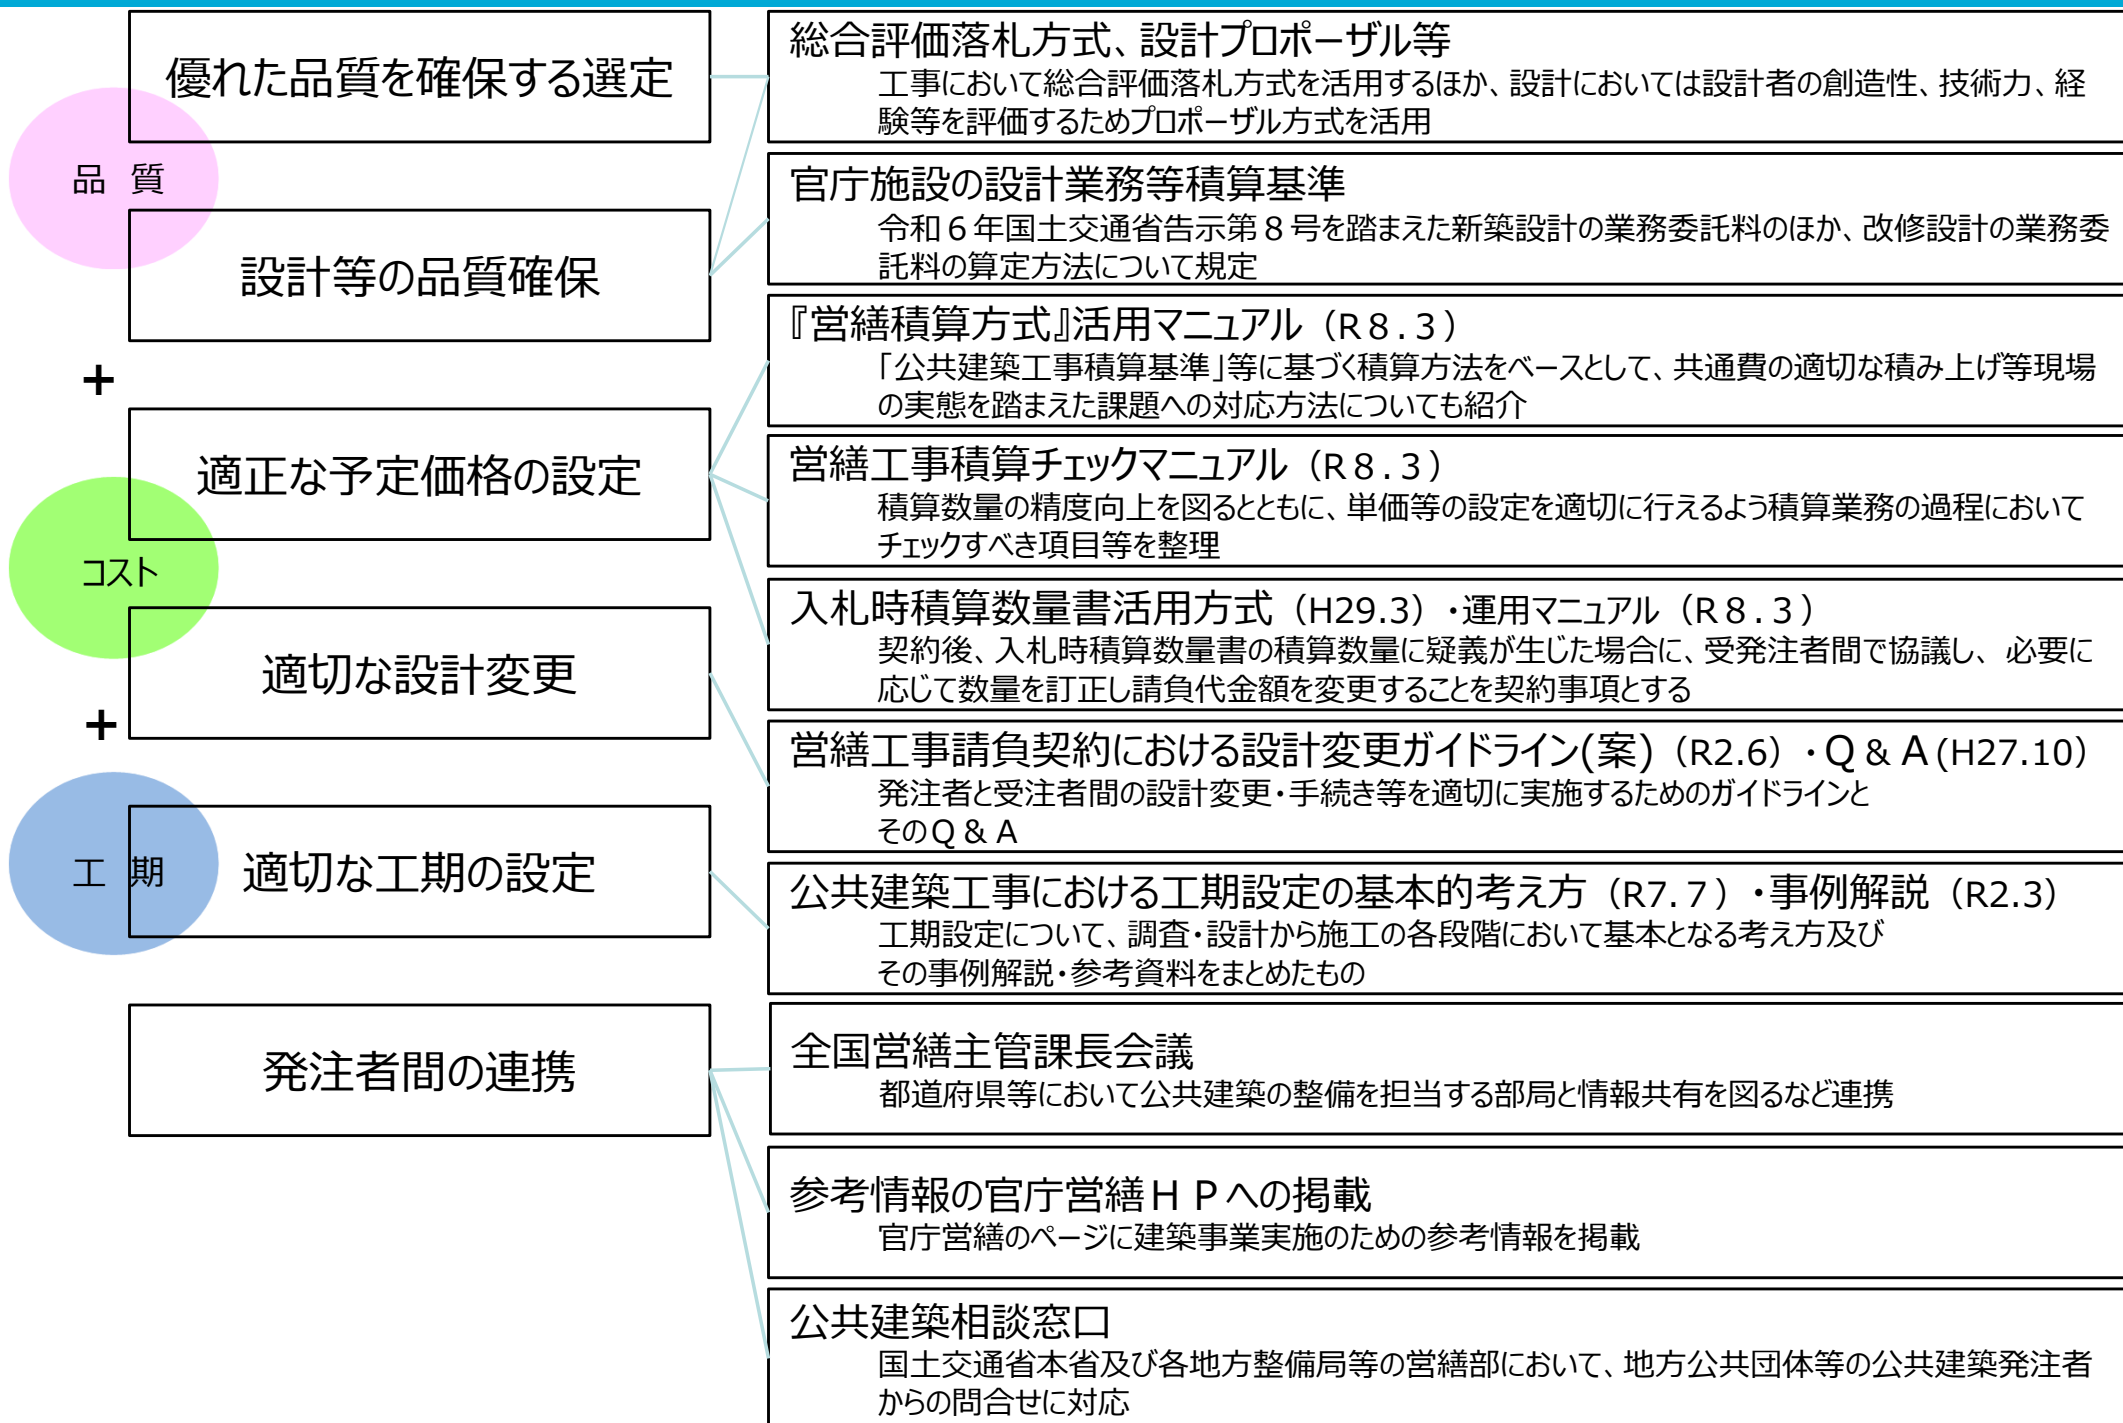 品 質
+
コスト
+
工 期
優れた品質を確保する選定
設計等の品質確保
適正な予定価格の設定
適切な設計変更
適切な工期の設定
発注者間の連携
総合評価落札方式、設計プロポーザル等
工事において総合評価落札方式を活用するほか、設計においては設計者の創造性、技術力、経
験等を評価するためプロポーザル方式を活用
官庁施設の設計業務等積算基準
令和６年国土交通省告示第８号を踏まえた新築設計の業務委託料のほか、改修設計の業務委
託料の算定方法について規定
『営繕積算方式』活用マニュアル（R８.３）
「公共建築工事積算基準」等に基づく積算方法をベースとして、共通費の適切な積み上げ等現場
の実態を踏まえた課題への対応方法についても紹介
営繕工事積算チェックマニュアル（R８.３）
積算数量の精度向上を図るとともに、単価等の設定を適切に行えるよう積算業務の過程において
チェックすべき項目等を整理
入札時積算数量書活用方式（H29.3）・運用マニュアル（R８.３）
契約後、入札時積算数量書の積算数量に疑義が生じた場合に、受発注者間で協議し、必要に
応じて数量を訂正し請負代金額を変更することを契約事項とする
営繕工事請負契約における設計変更ガイドライン(案)（R2.6）・Ｑ＆Ａ(H27.10)
発注者と受注者間の設計変更・手続き等を適切に実施するためのガイドラインと
そのＱ＆Ａ
公共建築工事における工期設定の基本的考え方（R7.７）・事例解説（R2.3）
工期設定について、調査・設計から施工の各段階において基本となる考え方及び
その事例解説・参考資料をまとめたもの
全国営繕主管課長会議
都道府県等において公共建築の整備を担当する部局と情報共有を図るなど連携
参考情報の官庁営繕ＨＰへの掲載
官庁営繕のページに建築事業実施のための参考情報を掲載
公共建築相談窓口
国土交通省本省及び各地方整備局等の営繕部において、地方公共団体等の公共建築発注者
からの問合せに対応